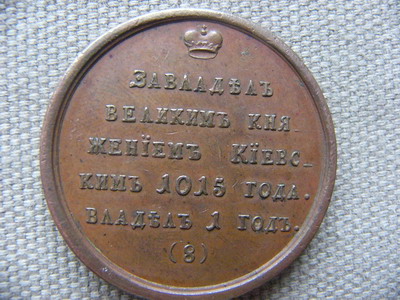 ЗАВЛАДѢЛЪ
ВЕЛИКИМЪ КНЯ-
ЖЕНІЕМЪ КІЕВС-
КИМЪ 1015 ГОДА.
ВЛАДѢЛЪ 1 ГОДЪ.
(8)